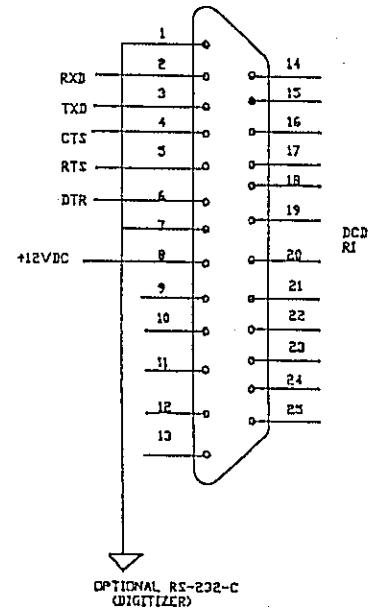 1
2
RXD
3
TXD
4
CTS
5
RTS
6
DTR
7
8
+12VDC
9
10
11
12
13
14
15
16
17
18
19
20
21
22
23
24
25
DCD
RI
OPTIONAL RS-232-C
(DIGITIZER)